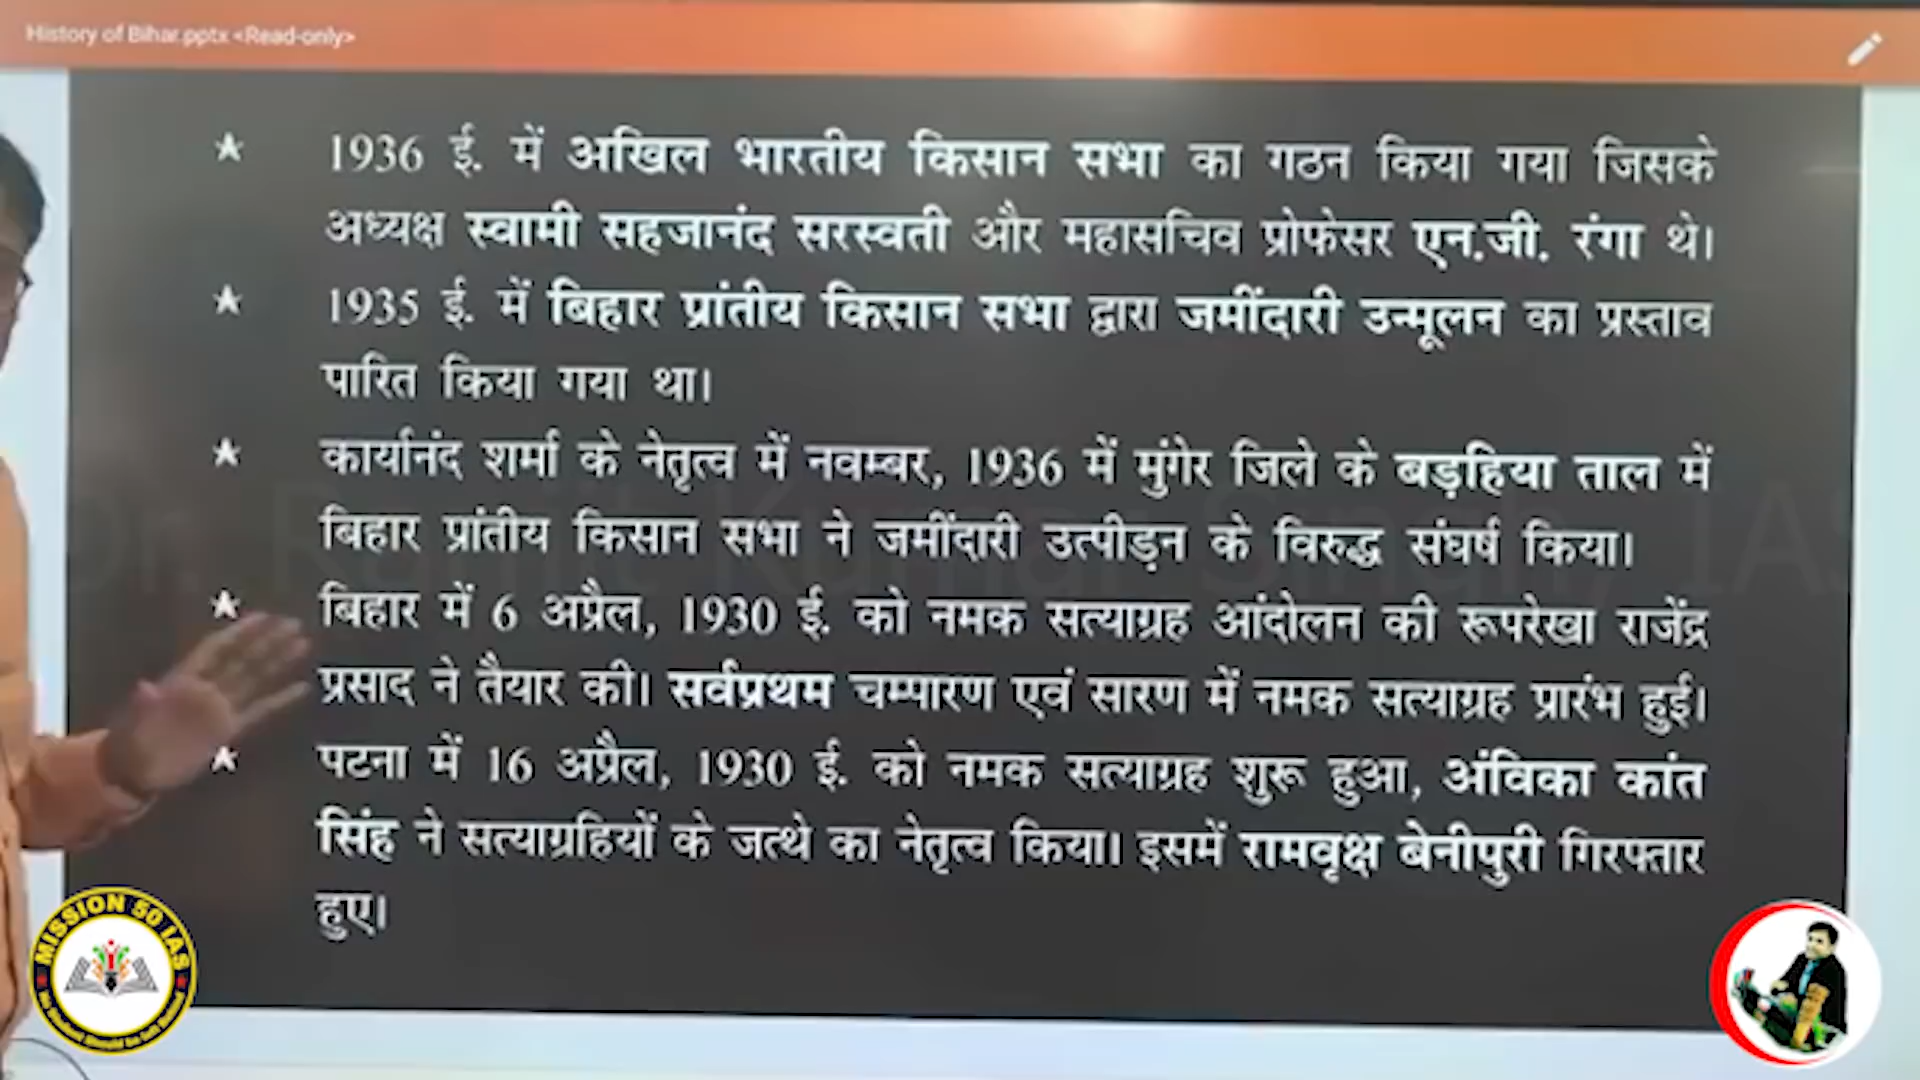 History of Bihar.pptx <Read-only>
★ 1936 ई. में अखिल भारतीय किसान सभा का गठन किया गया जिसके
अध्यक्ष स्वामी सहजानंद सरस्वती और महासचिव प्रोफेसर एन.जी. रंगा थे।
★ 1935 ई. में बिहार प्रांतीय किसान सभा द्वारा जमींदारी उन्मूलन का प्रस्ताव
पारित किया गया था।
★ कार्यानंद शर्मा के नेतृत्व में नवम्बर, 1936 में मुंगेर जिले के बड़हिया ताल में
बिहार प्रांतीय किसान सभा ने जमींदारी उत्पीड़न के विरुद्ध संघर्ष किया।
★ बिहार में 6 अप्रैल, 1930 ई. को नमक सत्याग्रह आंदोलन की रूपरेखा राजेंद्र
प्रसाद ने तैयार की। सर्वप्रथम चम्पारण एवं सारण में नमक सत्याग्रह प्रारंभ हुई।
★ पटना में 16 अप्रैल, 1930 ई. को नमक सत्याग्रह शुरू हुआ, अंविका कांत
सिंह ने सत्याग्रहियों के जत्थे का नेतृत्व किया। इसमें रामवृक्ष बेनीपुरी गिरफ्तार
हुए।
MISSION 50 IAS